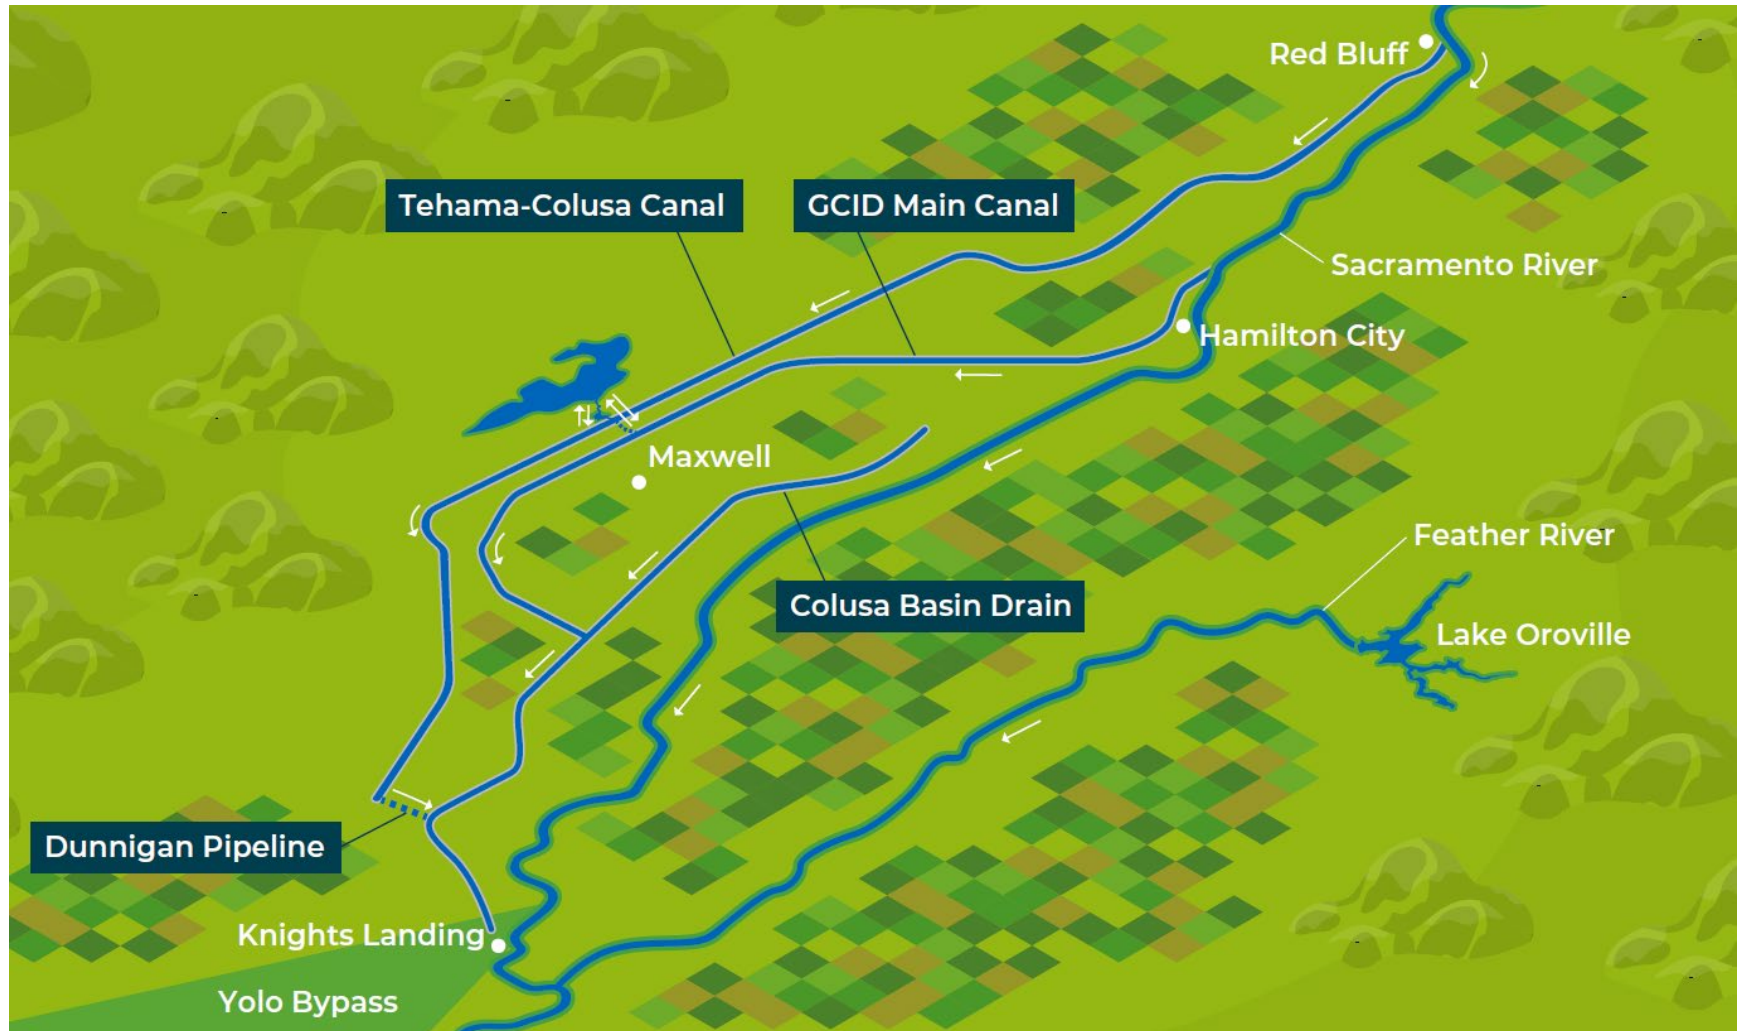 Red Bluff
Tehama-Colusa Canal
GCID Main Canal
Sacramento River
Hamilton City
Maxwell
Feather River
Colusa Basin Drain
Lake Oroville
Dunnigan Pipeline
Knights Landing
Yolo Bypass